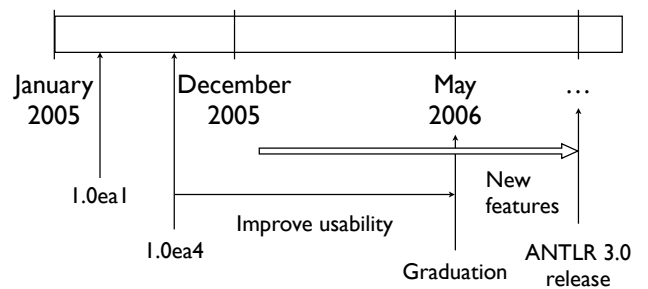 January
2005
December
2005
May
2006
...
1.0ea1
1.0ea4
Improve usability
New
features
Graduation
ANTLR 3.0
release